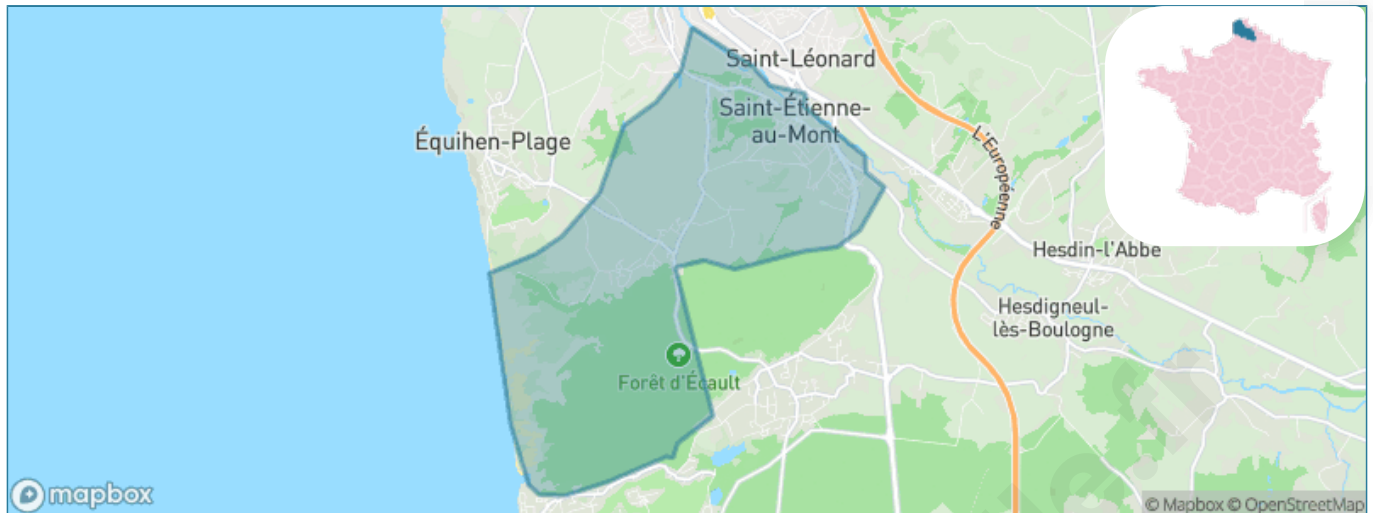 Saint-Léonard
Saint-Étienne-
au-Mont
Équihen-Plage
L'Européenne
Hesdin-l'Abbe
Hesdigneul-
lès-Boulogne
Forêt d'Écault
mapbox
© Mapbox © OpenStreetMap